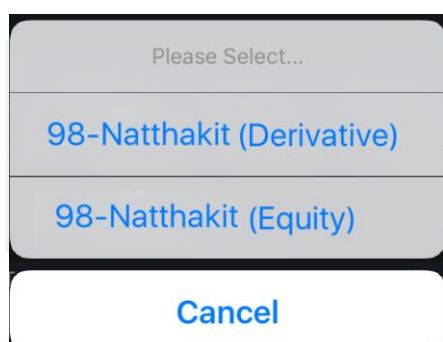 Please Select...
98-Natthakit (Derivative)
98-Natthakit (Equity)
Cancel